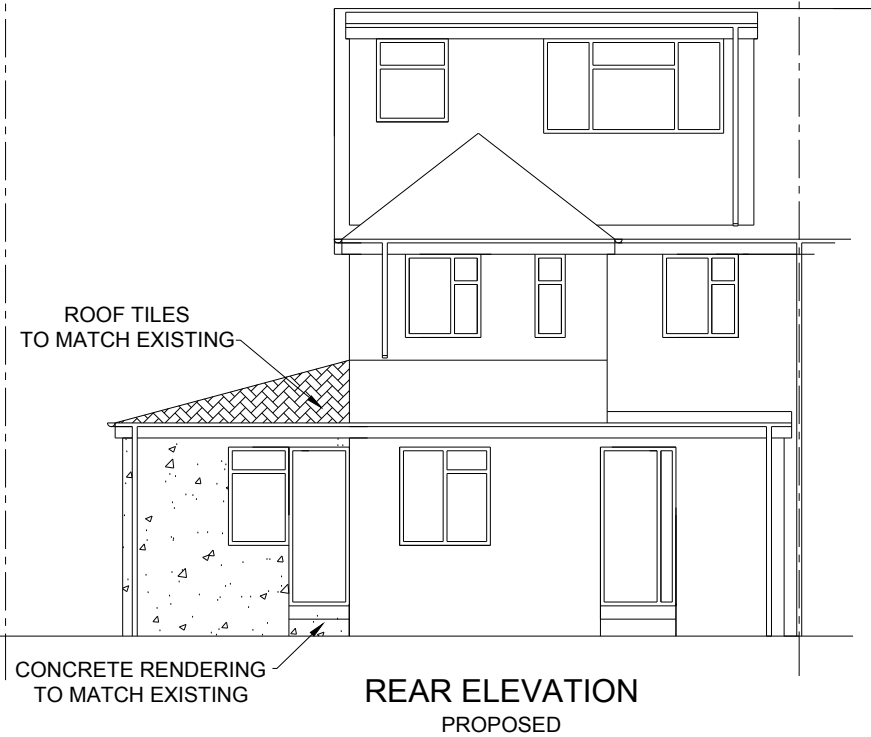 ROOF TILES
TO MATCH EXISTING
CONCRETE RENDERING
TO MATCH EXISTING
REAR ELEVATION
PROPOSED